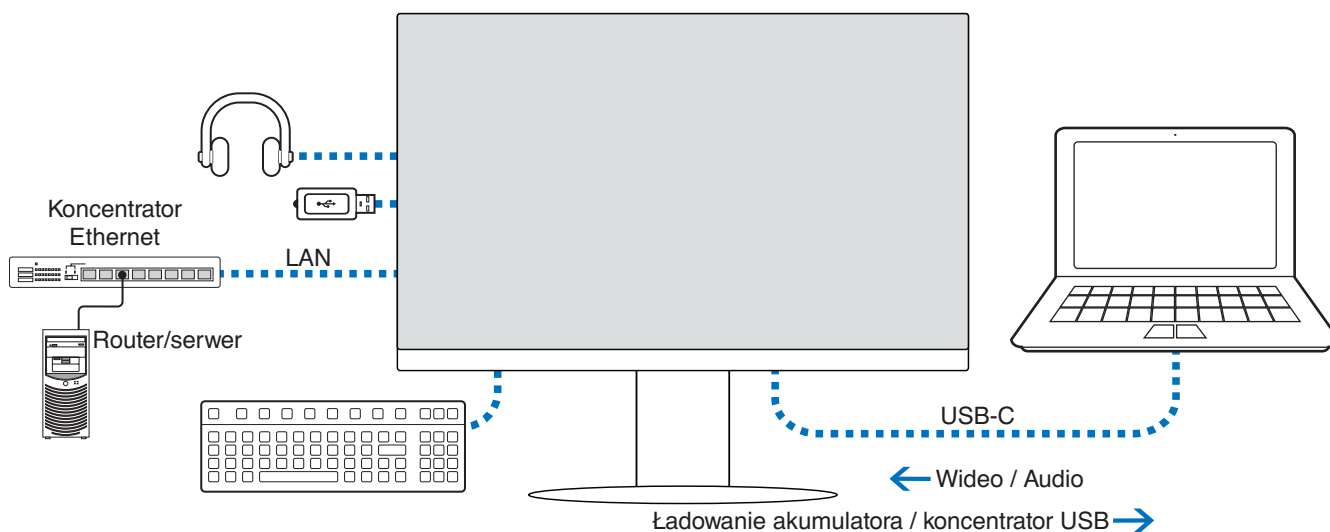 Koncentrator
Ethernet
LAN
Router/serwer
USB-C
Wideo / Audio
Ładowanie akumulatora / koncentrator USB